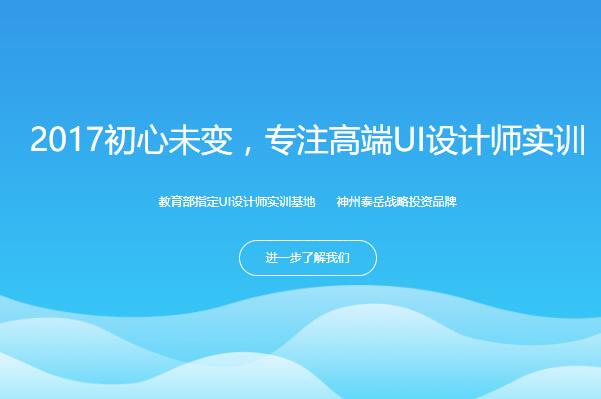 2017初心未变，专注高端UI设计师实训
教育部指定UI设计师实训基地 神州泰岳战略投资品牌
进一步了解我们